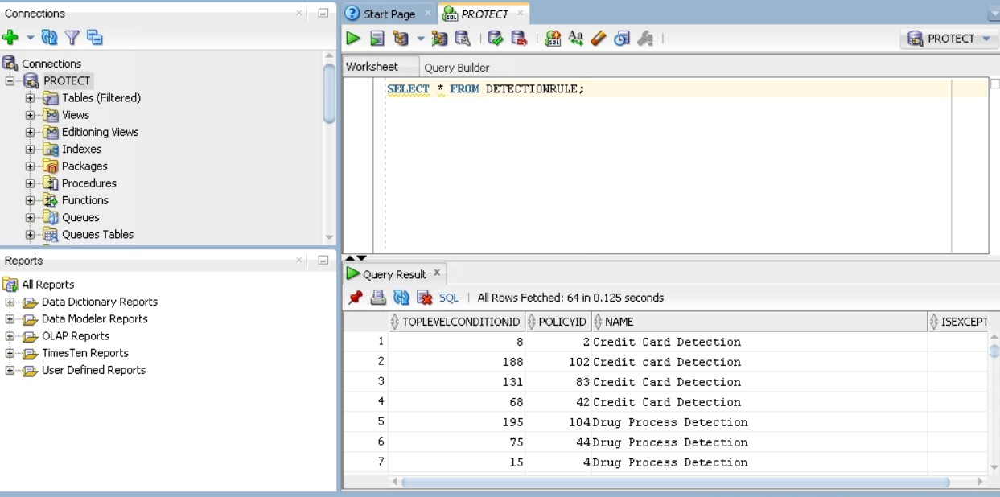 Connections
Connections
PROTECT
Tables (Filtered)
Views
Editioning Views
Indexes
Packages
Procedures
Functions
Queues
Queues Tables
Reports
All Reports
Data Dictionary Reports
Data Modeler Reports
OLAP Reports
TimesTen Reports
User Defined Reports
Start Page PROTECT
PROTECT
Worksheet Query Builder
SELECT * FROM DETECTIONRULE;
Query Result
SQL | All Rows Fetched: 64 in 0.125 seconds
TOPLEVELCONDITIONID POLICYID NAME ISEXCEPT
1 8 2 Credit Card Detection
2 188 102 Credit card Detection
3 131 83 Credit Card Detection
4 68 42 Credit Card Detection
5 195 104 Drug Process Detection
6 75 44 Drug Process Detection
7 15 4 Drug Process Detection